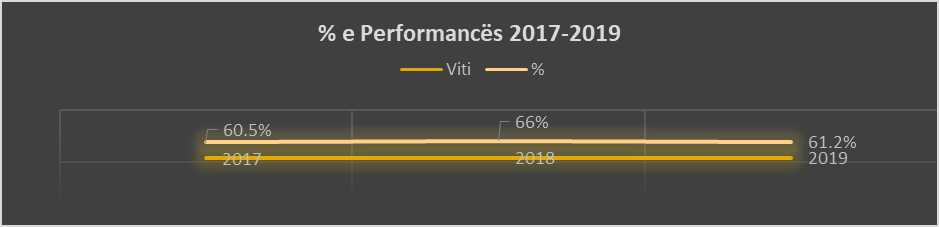 % e Performancës 2017-2019
Viti %
60.5% 66% 61.2%
2017 2018 2019